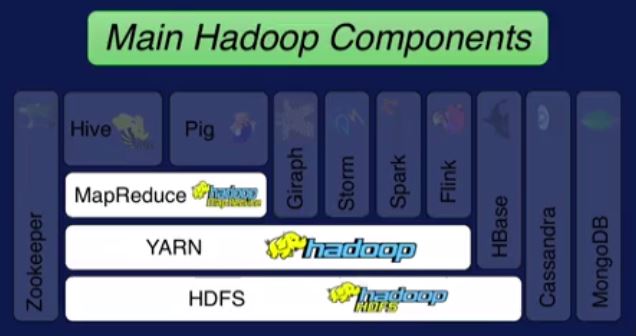 Main Hadoop Components
Zookeeper
Hive
Pig
Giraph
Storm
Spark
Flink
HBase
Cassandra
MongoDB
MapReduce hadoop MapReduce
YARN hadoop
HDFS hadoop HDFS